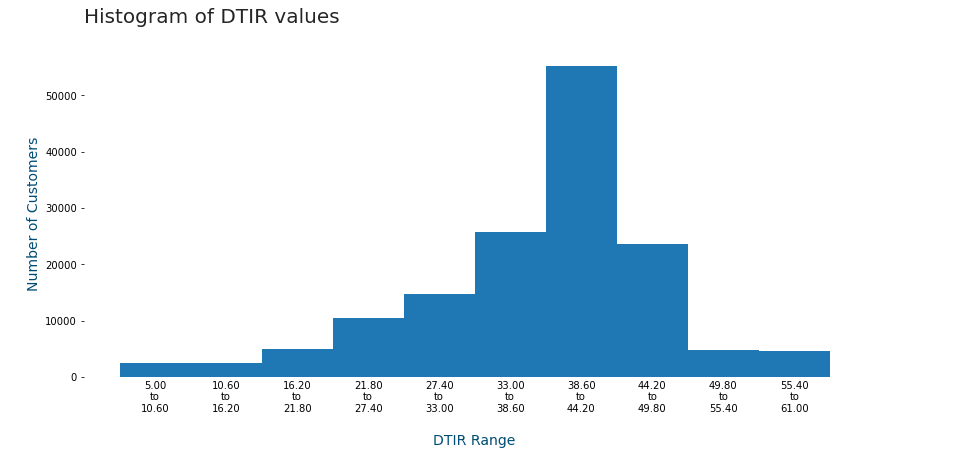 Histogram of DTIR values
Number of Customers
50000
40000
30000
20000
10000
0
5.00 10.60 16.20 21.80 27.40 33.00 38.60 44.20 49.80 55.40
to to to to to to to to to to
10.60 16.20 21.80 27.40 33.00 38.60 44.20 49.80 55.40 61.00
DTIR Range